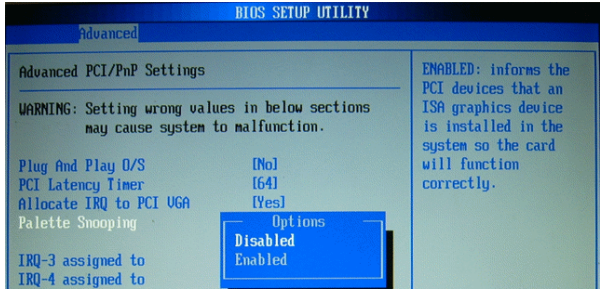 BIOS SETUP UTILITY
Advanced
Advanced PCI/PnP Settings
WARNING: Setting wrong values in below sections
may cause system to malfunction.
Plug And Play O/S [No]
PCI Latency Timer [64]
Allocate IRQ to PCI VGA [Yes]
Palette Snooping
Options
Disabled
Enabled
IRQ-3 assigned to
IRQ-4 assigned to
ENABLED: informs the
PCI devices that an
ISA graphics device
is installed in the
system so the card
will function
correctly.